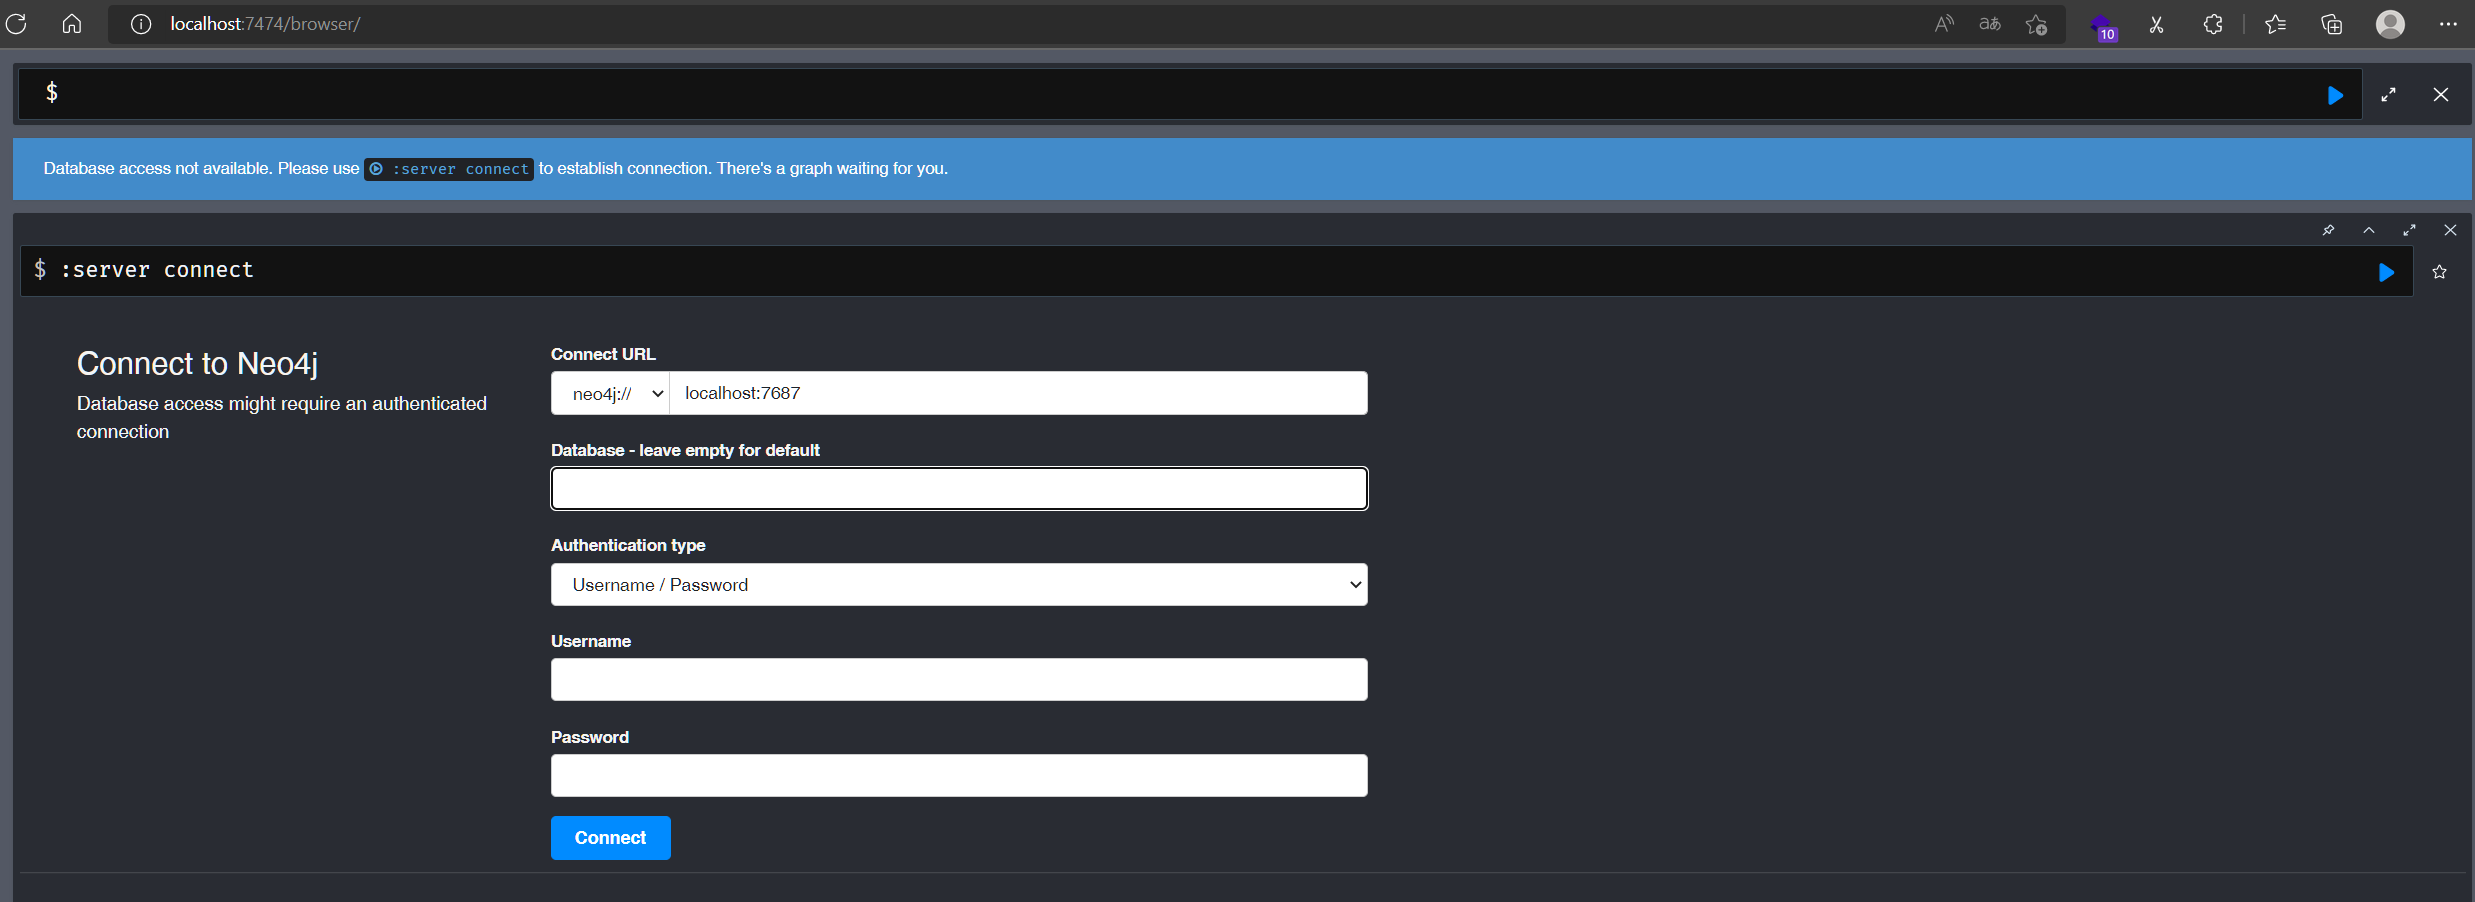 localhost:7474/browser/
10
$
Database access not available. Please use :server connect to establish connection. There's a graph waiting for you.
$ :server connect
Connect to Neo4j
Database access might require an authenticated
connection
Connect URL
neo4j:// localhost:7687
Database - leave empty for default
Authentication type
Username / Password
Username
Password
Connect